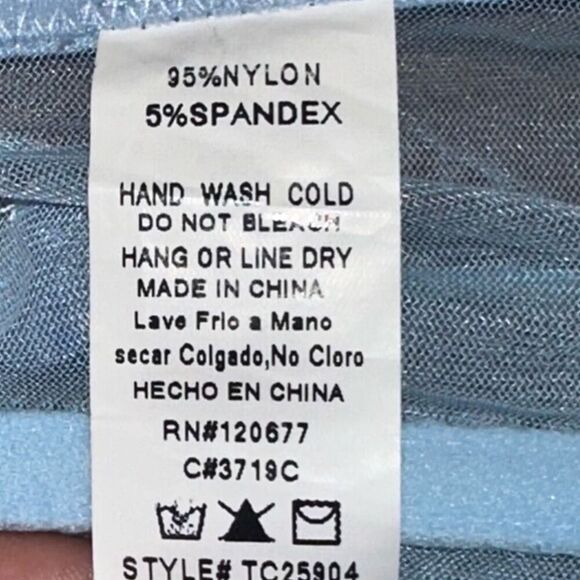 95%NYLON
5%SPANDEX
HAND WASH COLD
DO NOT BLEACH
HANG OR LINE DRY
MADE IN CHINA
Lave Frio a Mano
secar Colgado,No Cloro
HECHO EN CHINA
RN#120677
C#3719C
STYLE# TC25904